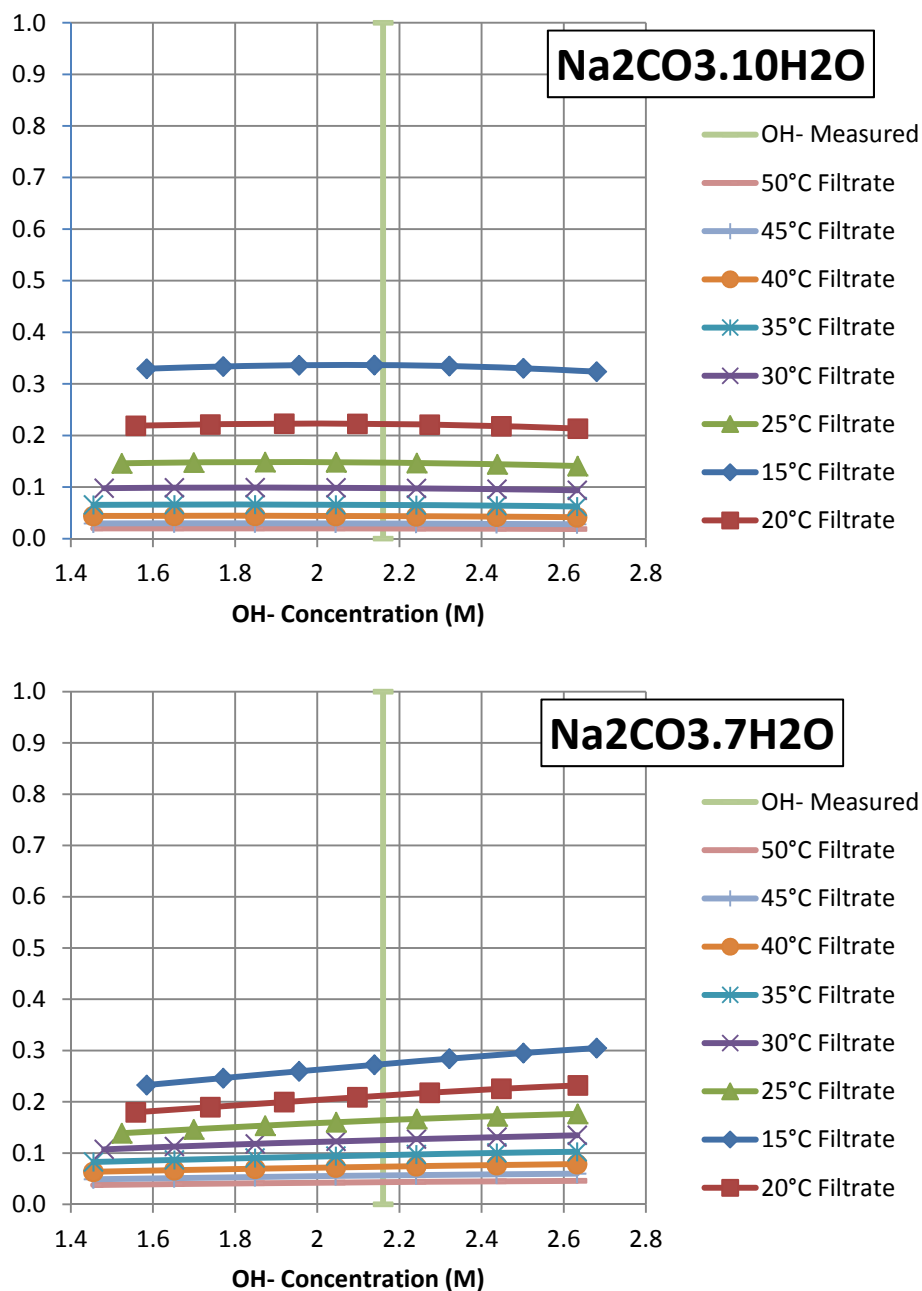 1.0
Na2CO3.10H2O
0.9
0.8
OH- Measured
0.7
50°C Filtrate
0.6
45°C Filtrate
0.5
40°C Filtrate
0.4
35°C Filtrate
0.3
30°C Filtrate
0.2
25°C Filtrate
0.1
15°C Filtrate
0.0
20°C Filtrate
1.4 1.6 1.8 2 2.2 2.4 2.6 2.8
OH- Concentration (M)
1.0
Na2CO3.7H2O
0.9
0.8
OH- Measured
0.7
50°C Filtrate
0.6
45°C Filtrate
0.5
40°C Filtrate
0.4
35°C Filtrate
0.3
30°C Filtrate
0.2
25°C Filtrate
0.1
15°C Filtrate
0.0
20°C Filtrate
1.4 1.6 1.8 2 2.2 2.4 2.6 2.8
OH- Concentration (M)